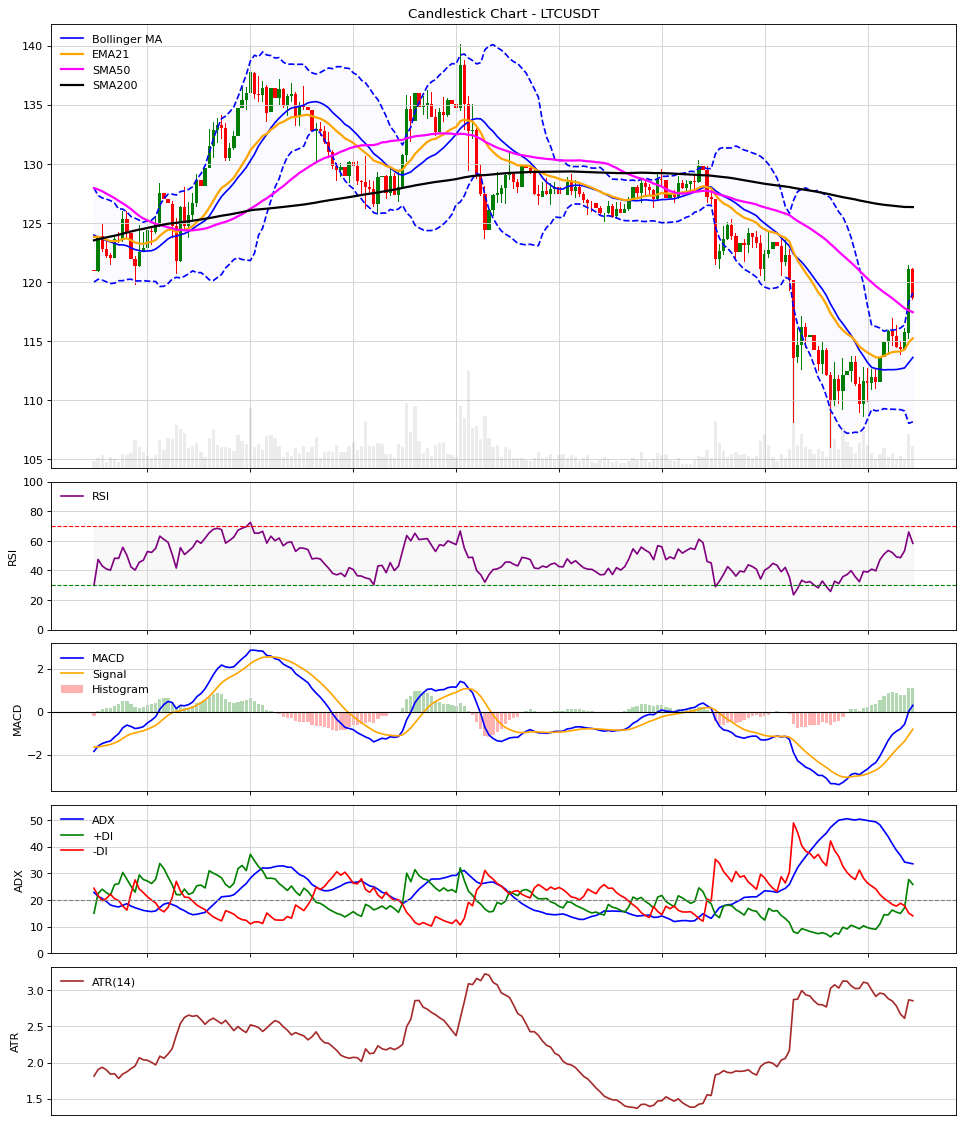 Candlestick Chart - LTCUSDT
Bollinger MA
EMA21
SMA50
SMA200
140
135
130
125
120
115
110
105
RSI
100
80
60
40
20
0
RSI
MACD
Signal
Histogram
2
0
−2
MACD
ADX
+DI
-DI
50
40
30
20
10
0
ADX
ATR(14)
3.0
2.5
2.0
1.5
ATR